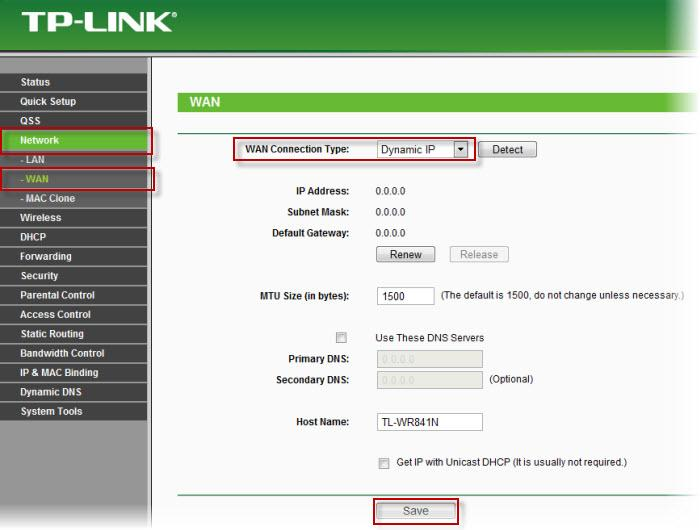 TP-LINK®
Status
Quick Setup
QSS
Network
- LAN
- WAN
- MAC Clone
Wireless
DHCP
Forwarding
Security
Parental Control
Access Control
Static Routing
Bandwidth Control
IP & MAC Binding
Dynamic DNS
System Tools
WAN
WAN Connection Type: Dynamic IP Detect
IP Address: 0.0.0.0
Subnet Mask: 0.0.0.0
Default Gateway: 0.0.0.0
Renew Release
MTU Size (in bytes): 1500 (The default is 1500, do not change unless necessary.)
Use These DNS Servers
Primary DNS: 0.0.0.0
Secondary DNS: 0.0.0.0 (Optional)
Host Name: TL-WR841N
Get IP with Unicast DHCP (It is usually not required.)
Save